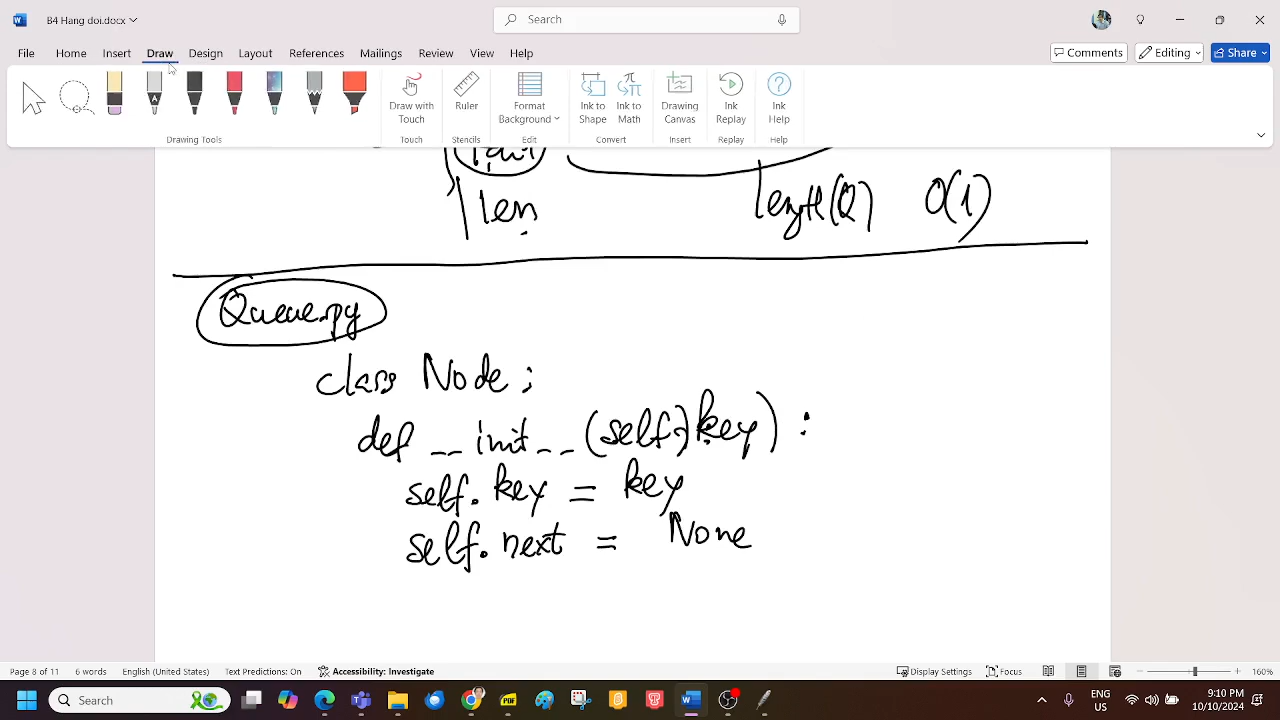 B4 Hang doi.docx
Search
File Home Insert Draw Design Layout References Mailings Review View Help
Comments Editing Share
Draw with Touch
Ruler
Format Background
Ink to Shape
Ink to Math
Drawing Canvas
Ink Replay
Ink Help
Drawing Tools Touch Stencils Edit Convert Insert Replay Help
len length(Q) O(1)
Queue.py
class Node :
def __init__(self, key) :
self.key = key
self.next = None
Page 8 of 11 6 words English (United States) Text Predictions: On Accessibility: Investigate Display Settings Focus 160%
Search PDF ENG US 9:10 PM 10/10/2024